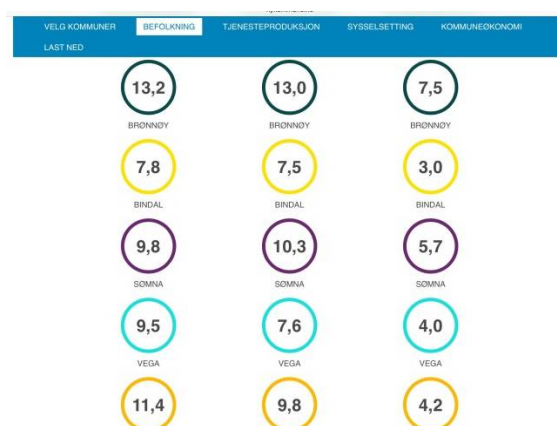 VELG KOMMUNER BEFOLKNING TJENESTEPRODUKSJON SYSSELSETTING KOMMUNEØKONOMI
LAST NED
13,2 13,0 7,5
BRØNNØY BRØNNØY BRØNNØY
7,8 7,5 3,0
BINDAL BINDAL BINDAL
9,8 10,3 5,7
SØMNA SØMNA SØMNA
9,5 7,6 4,0
VEGA VEGA VEGA
11,4 9,8 4,2